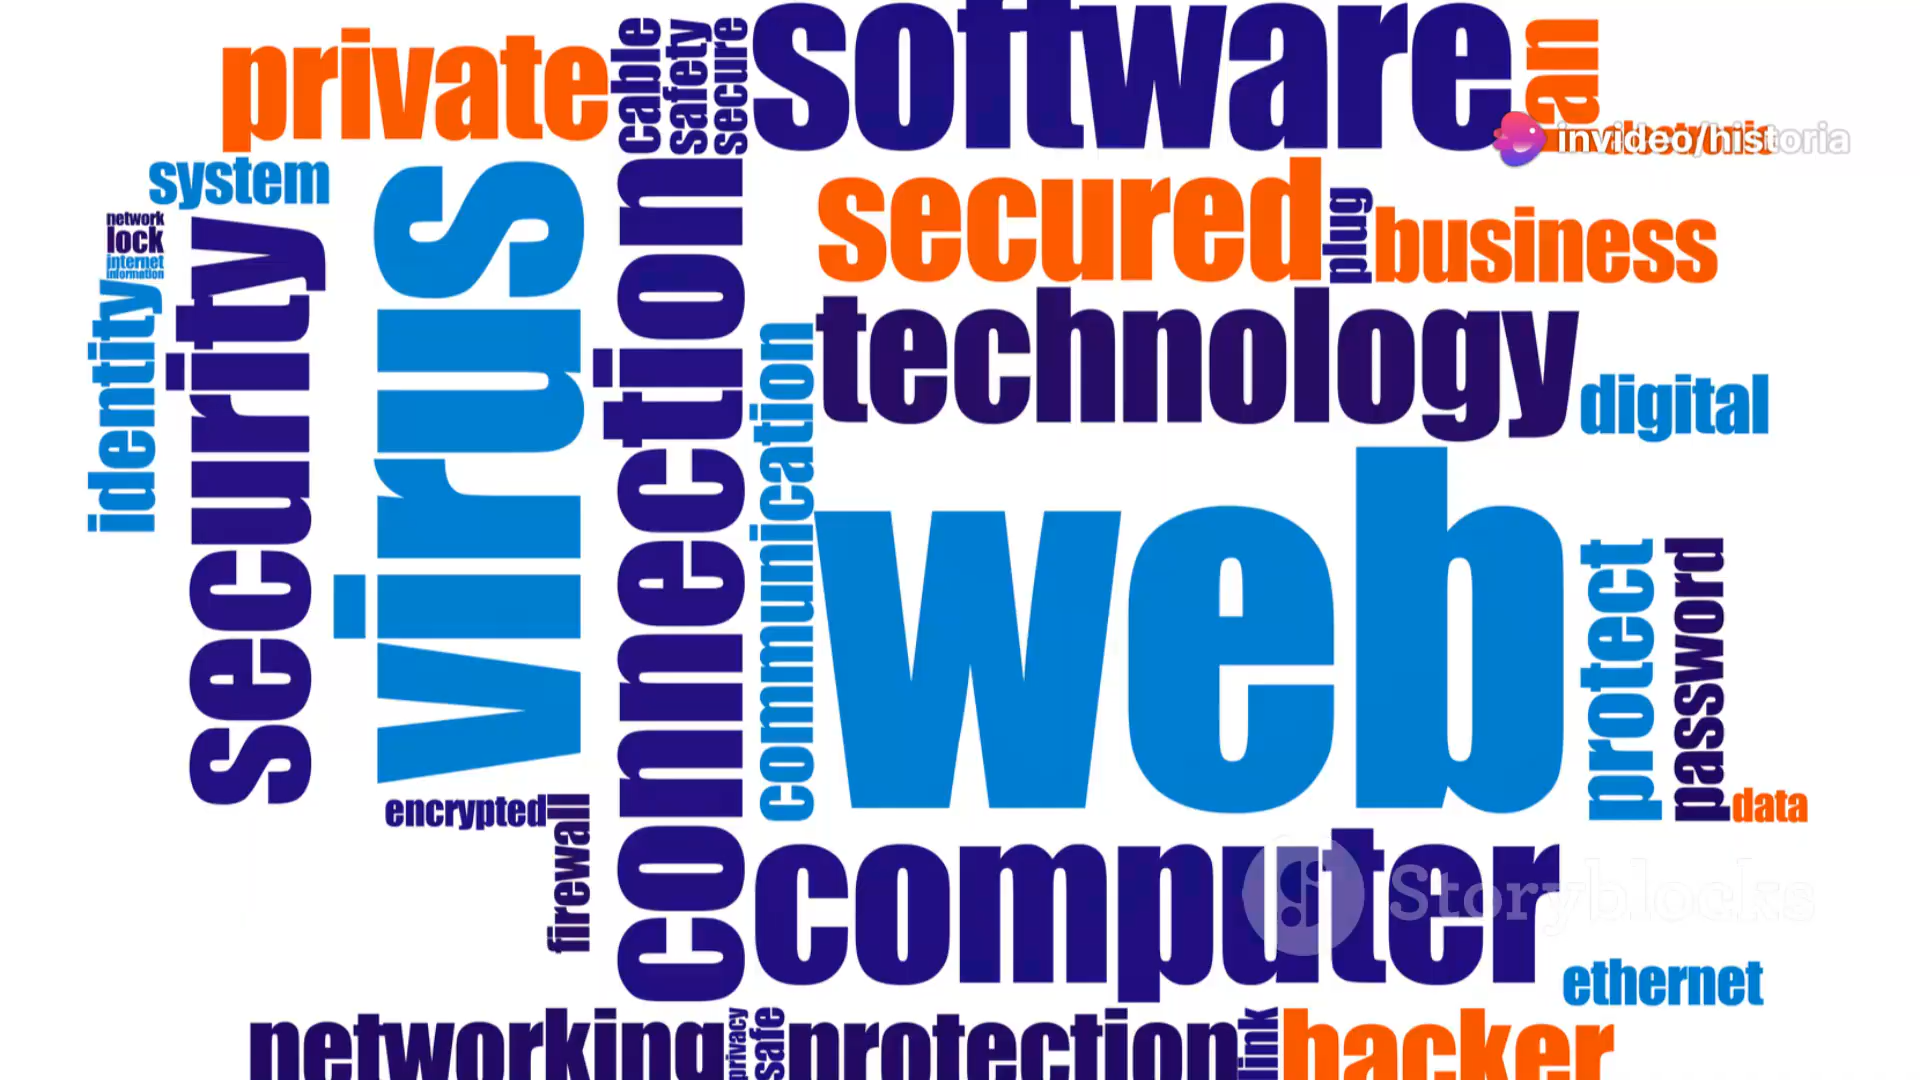 private
cable
safety
secure
software
lan
invideo/historia
system
network
lock
internet
information
identity
security
virus
connection
secured
plug
business
technology
digital
communication
web
protect
password
data
encrypted
firewall
computer
Storyblocks
ethernet
networking
privacy
safe
protection
link
hacker